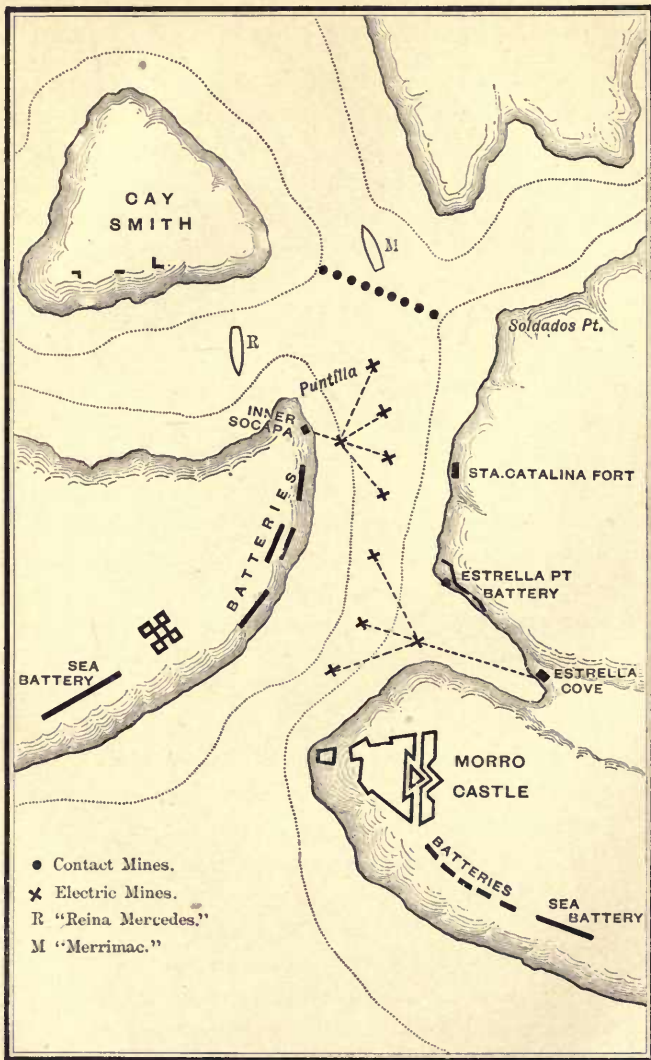 CAY
SMITH
M
R
Soldados Pt.
Puntilla
INNER
SOCAPA
BATTERIES
STA. CATALINA FORT
ESTRELLA PT
BATTERY
SEA
BATTERY
ESTRELLA
COVE
MORRO
CASTLE
BATTERIES
SEA
BATTERY
● Contact Mines.
✕ Electric Mines.
R "Reina Mercedes."
M "Merrimac."